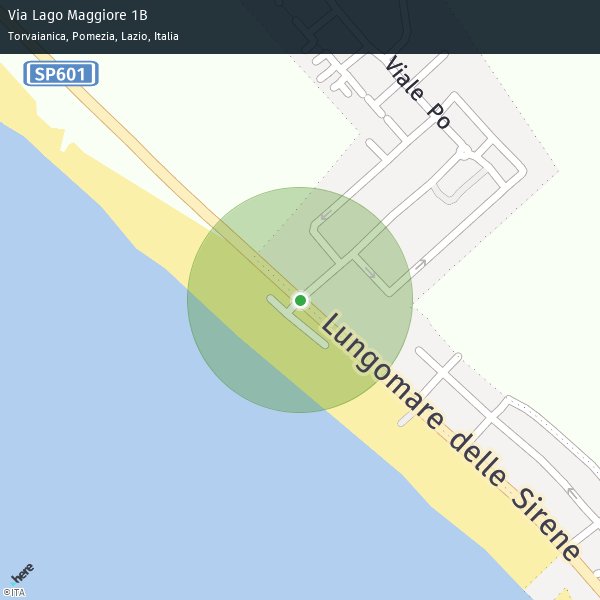 Via Lago Maggiore 1B
Torvaianica, Pomezia, Lazio, Italia
SP601
Viale Po
Lungomare delle Sirene
here
©ITA